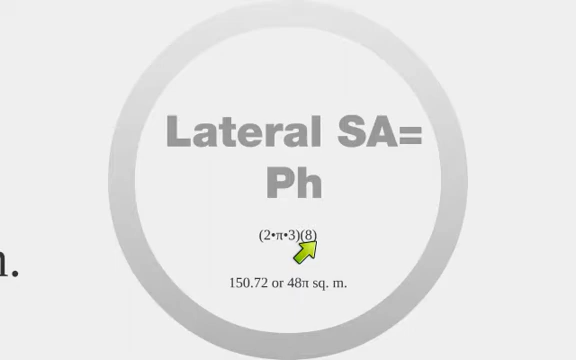 Lateral SA=
Ph
(2•π•3)(8)
150.72 or 48π sq. m.